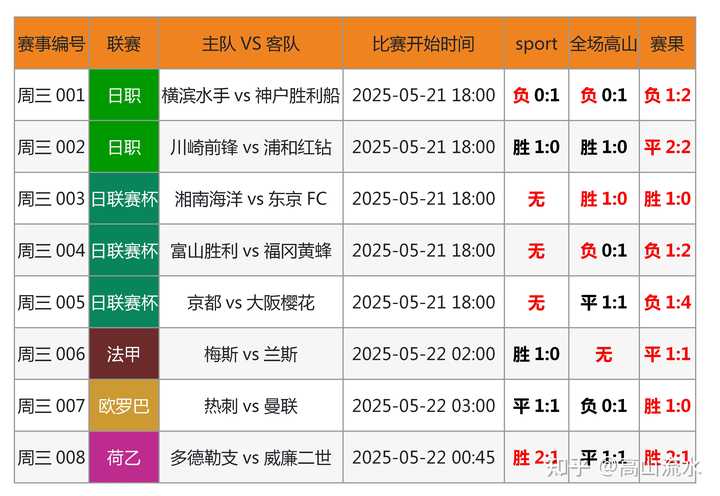 赛事编号 联赛 主队 VS 客队 比赛开始时间 sport 全场高山 赛果
周三 001 日职 横滨水手 vs 神户胜利船 2025-05-21 18:00 负 0:1 负 0:1 负 1:2
周三 002 日职 川崎前锋 vs 浦和红钻 2025-05-21 18:00 胜 1:0 胜 1:0 平 2:2
周三 003 日联赛杯 湘南海洋 vs 东京 FC 2025-05-21 18:00 无 胜 1:0 胜 1:0
周三 004 日联赛杯 富山胜利 vs 福冈黄蜂 2025-05-21 18:00 无 负 0:1 负 1:2
周三 005 日联赛杯 京都 vs 大阪樱花 2025-05-21 18:00 无 平 1:1 负 1:4
周三 006 法甲 梅斯 vs 兰斯 2025-05-22 02:00 胜 1:0 无 平 1:1
周三 007 欧罗巴 热刺 vs 曼联 2025-05-22 03:00 平 1:1 负 0:1 胜 1:0
周三 008 荷乙 多德勒支 vs 威廉二世 2025-05-22 00:45 胜 2:1 平 1:1 胜 2:1
知乎 @高山流水